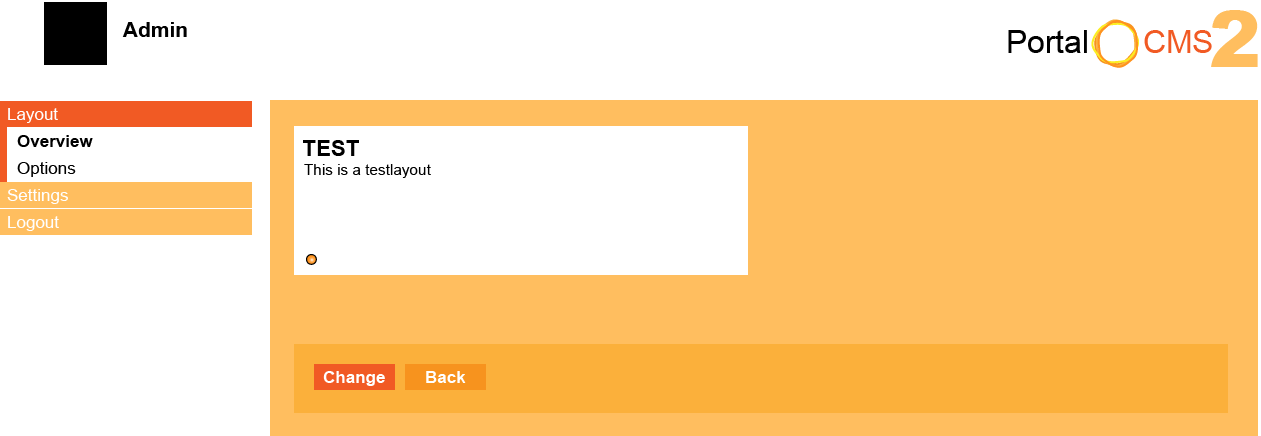 Admin
Portal CMS 2
Layout
Overview
Options
Settings
Logout
TEST
This is a testlayout
Change
Back